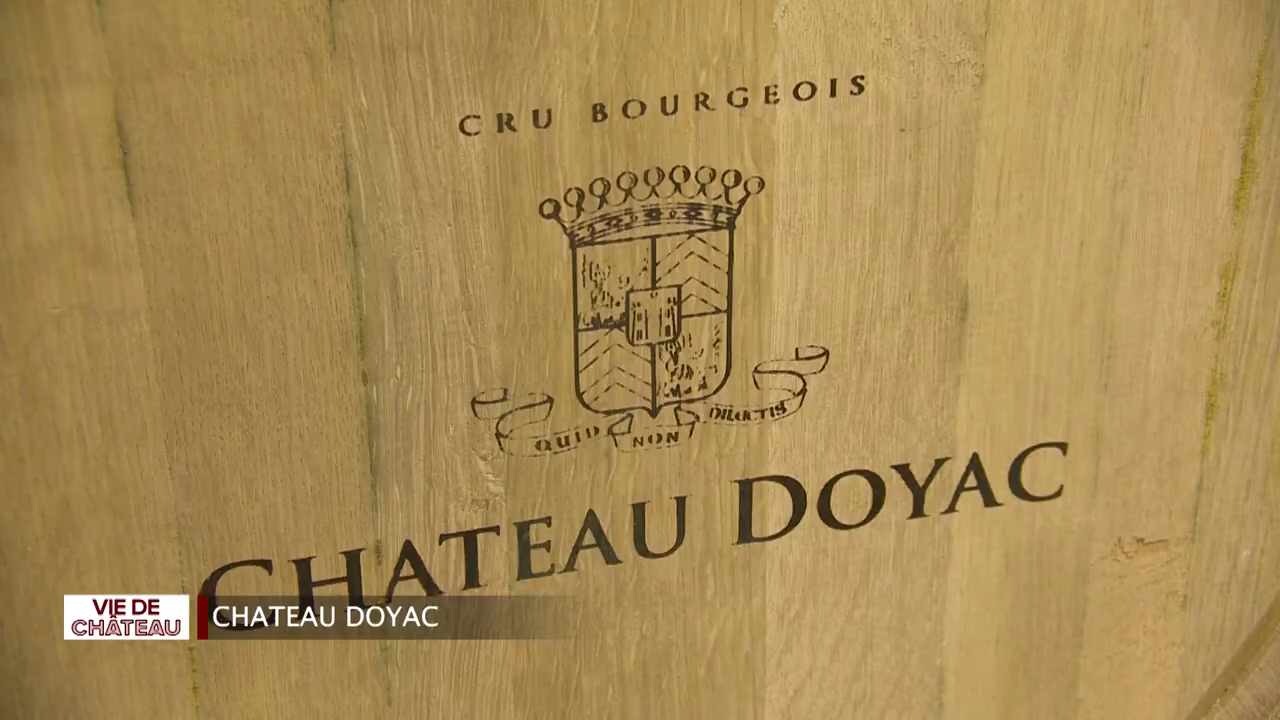 CRU BOURGEOIS
QUID NON DILECTIS
CHATEAU DOYAC
VIE DE
CHÂTEAU
CHATEAU DOYAC